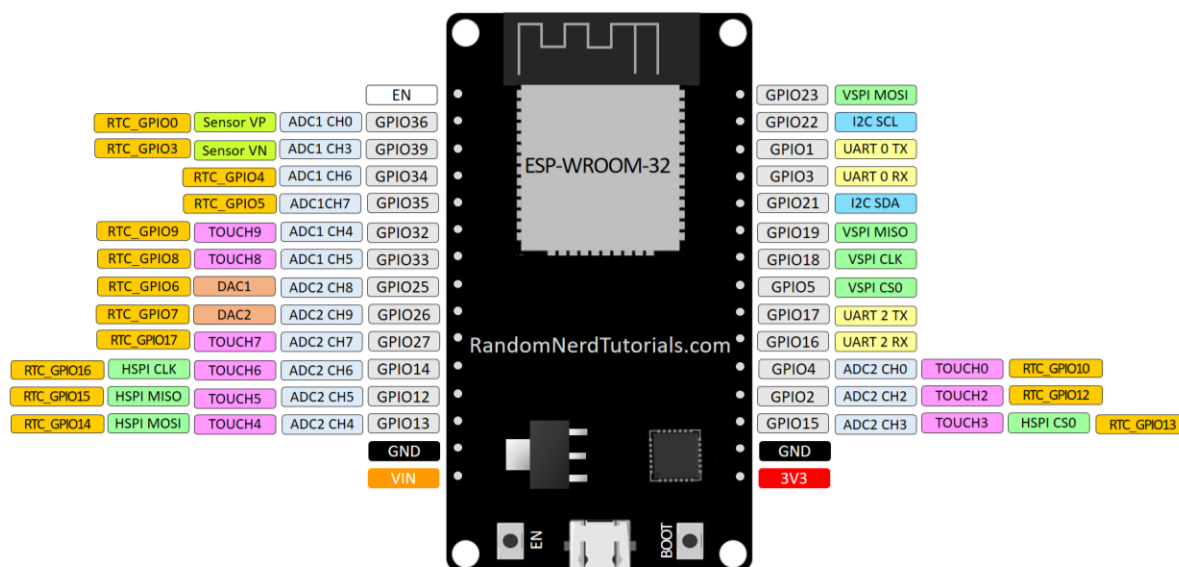 EN GPIO23 VSPI MOSI
RTC_GPIO0 Sensor VP ADC1 CH0 GPIO36 GPIO22 I2C SCL
RTC_GPIO3 Sensor VN ADC1 CH3 GPIO39 GPIO1 UART 0 TX
RTC_GPIO4 ADC1 CH6 GPIO34 ESP-WROOM-32 GPIO3 UART 0 RX
RTC_GPIO5 ADC1CH7 GPIO35 GPIO21 I2C SDA
RTC_GPIO9 TOUCH9 ADC1 CH4 GPIO32 GPIO19 VSPI MISO
RTC_GPIO8 TOUCH8 ADC1 CH5 GPIO33 GPIO18 VSPI CLK
RTC_GPIO6 DAC1 ADC2 CH8 GPIO25 GPIO5 VSPI CS0
RTC_GPIO7 DAC2 ADC2 CH9 GPIO26 GPIO17 UART 2 TX
RTC_GPIO17 TOUCH7 ADC2 CH7 GPIO27 RandomNerdTutorials.com GPIO16 UART 2 RX
RTC_GPIO16 HSPI CLK TOUCH6 ADC2 CH6 GPIO14 GPIO4 ADC2 CH0 TOUCH0 RTC_GPIO10
RTC_GPIO15 HSPI MISO TOUCH5 ADC2 CH5 GPIO12 GPIO2 ADC2 CH2 TOUCH2 RTC_GPIO12
RTC_GPIO14 HSPI MOSI TOUCH4 ADC2 CH4 GPIO13 GPIO15 ADC2 CH3 TOUCH3 HSPI CS0 RTC_GPIO13
GND GND
VIN 3V3
EN BOOT